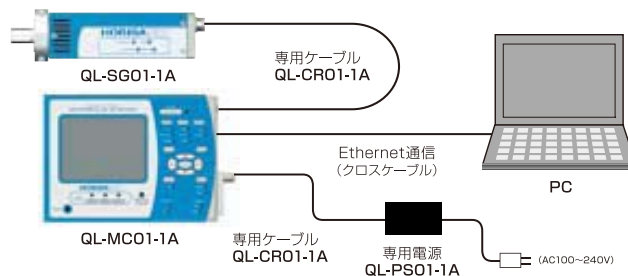 HORIBA
QL-SG01-1A
専用ケーブル
QL-CR01-1A
HORIBA
QL-MC01-1A
Ethernet通信
(クロスケーブル)
PC
専用ケーブル
QL-CR01-1A
専用電源
QL-PS01-1A
(AC100~240V)